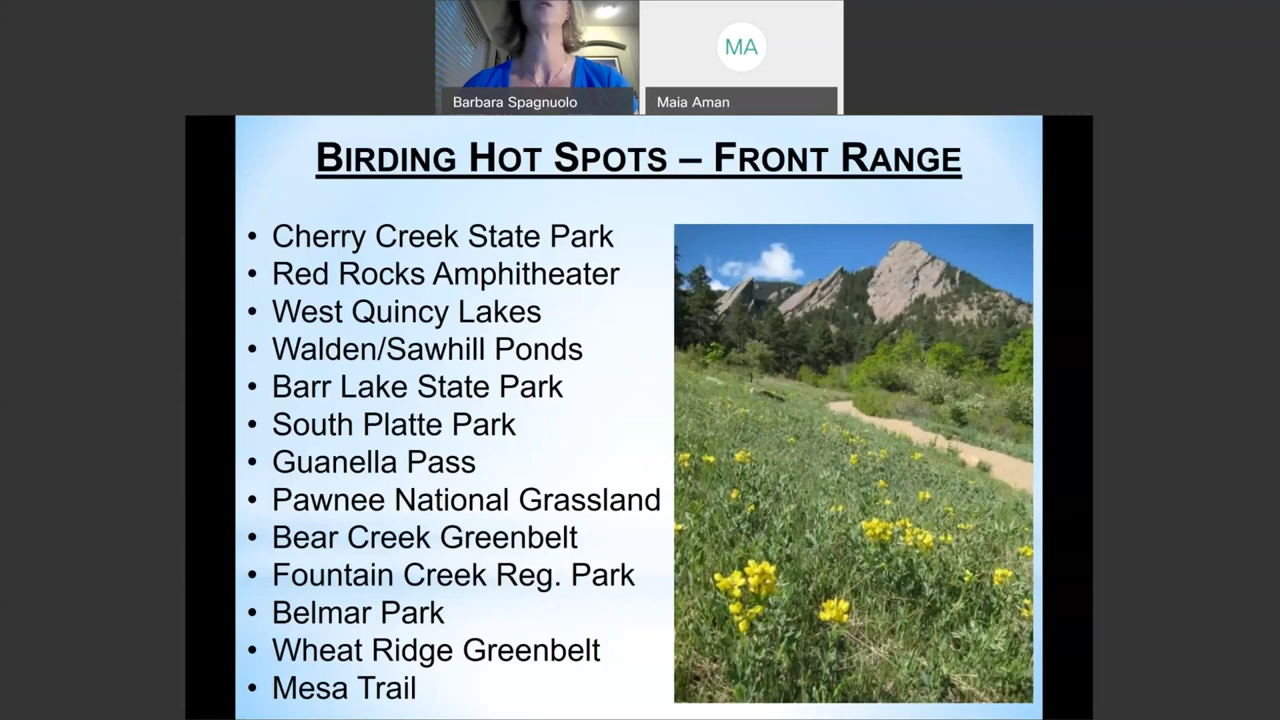 MA
Barbara Spagnuolo
Maia Aman
BIRDING HOT SPOTS – FRONT RANGE
• Cherry Creek State Park
• Red Rocks Amphitheater
• West Quincy Lakes
• Walden/Sawhill Ponds
• Barr Lake State Park
• South Platte Park
• Guanella Pass
• Pawnee National Grassland
• Bear Creek Greenbelt
• Fountain Creek Reg. Park
• Belmar Park
• Wheat Ridge Greenbelt
• Mesa Trail